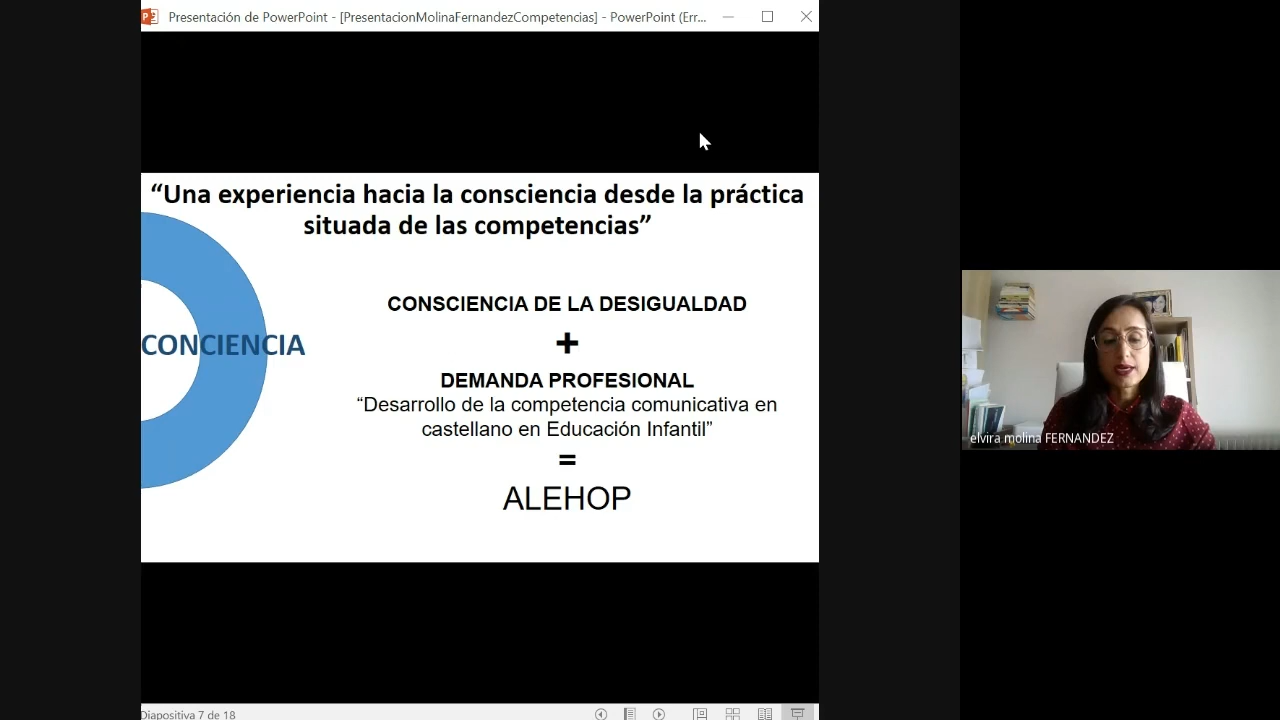 Presentación de PowerPoint - [PresentacionMolinaFernandezCompetencias] - PowerPoint (Err...
“Una experiencia hacia la consciencia desde la práctica
situada de las competencias”
CONCIENCIA
CONSCIENCIA DE LA DESIGUALDAD
+
DEMANDA PROFESIONAL
“Desarrollo de la competencia comunicativa en
castellano en Educación Infantil”
=
ALEHOP
elvira molina FERNANDEZ
Diapositiva 7 de 18